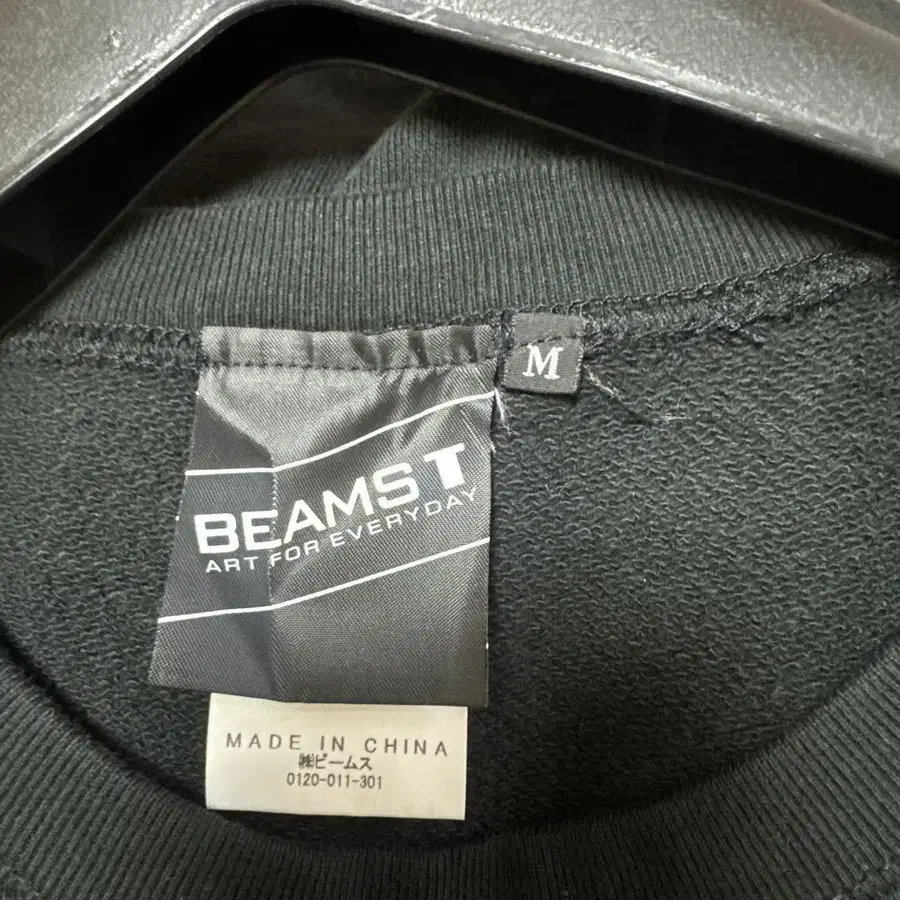 M
BEAMS T
ART FOR EVERYDAY
MADE IN CHINA
㈱ビームス
0120-011-301